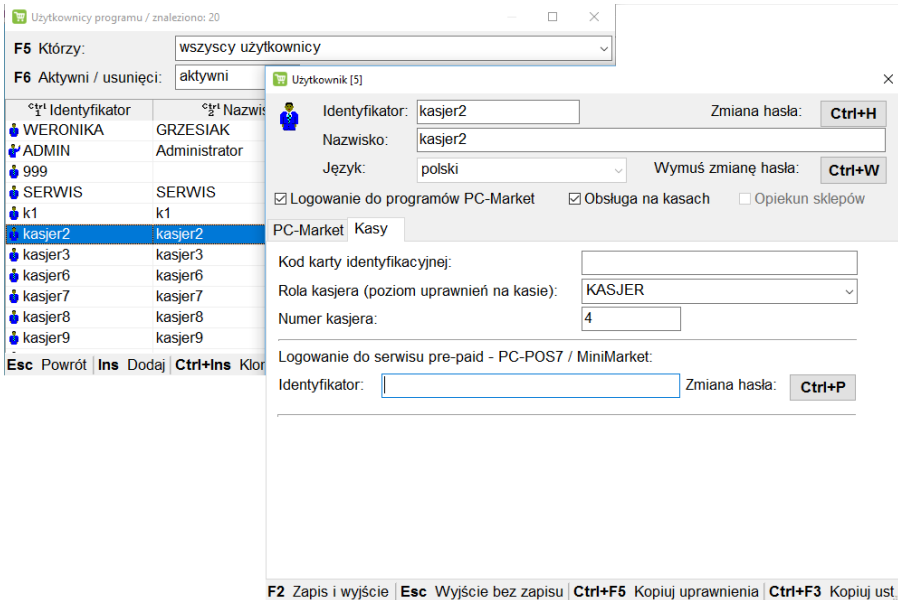 Użytkownicy programu / znaleziono: 20
F5 Którzy: wszyscy użytkownicy
F6 Aktywni / usunięci: aktywni
Ctrl 1 Identyfikator Ctrl 2 Nazwis
WERONIKA GRZESIAK
ADMIN Administrator
999
SERWIS SERWIS
k1 k1
kasjer2 kasjer2
kasjer3 kasjer3
kasjer6 kasjer6
kasjer7 kasjer7
kasjer8 kasjer8
kasjer9 kasjer9
Esc Powrót Ins Dodaj Ctrl+Ins Klor
Użytkownik [5]
Identyfikator: kasjer2 Zmiana hasła: Ctrl+H
Nazwisko: kasjer2
Język: polski Wymuś zmianę hasła: Ctrl+W
Logowanie do programów PC-Market Obsługa na kasach Opiekun sklepów
PC-Market Kasy
Kod karty identyfikacyjnej:
Rola kasjera (poziom uprawnień na kasie): KASJER
Numer kasjera: 4
Logowanie do serwisu pre-paid - PC-POS7 / MiniMarket:
Identyfikator: Zmiana hasła: Ctrl+P
F2 Zapis i wyjście Esc Wyjście bez zapisu Ctrl+F5 Kopiuj uprawnienia Ctrl+F3 Kopiuj ust